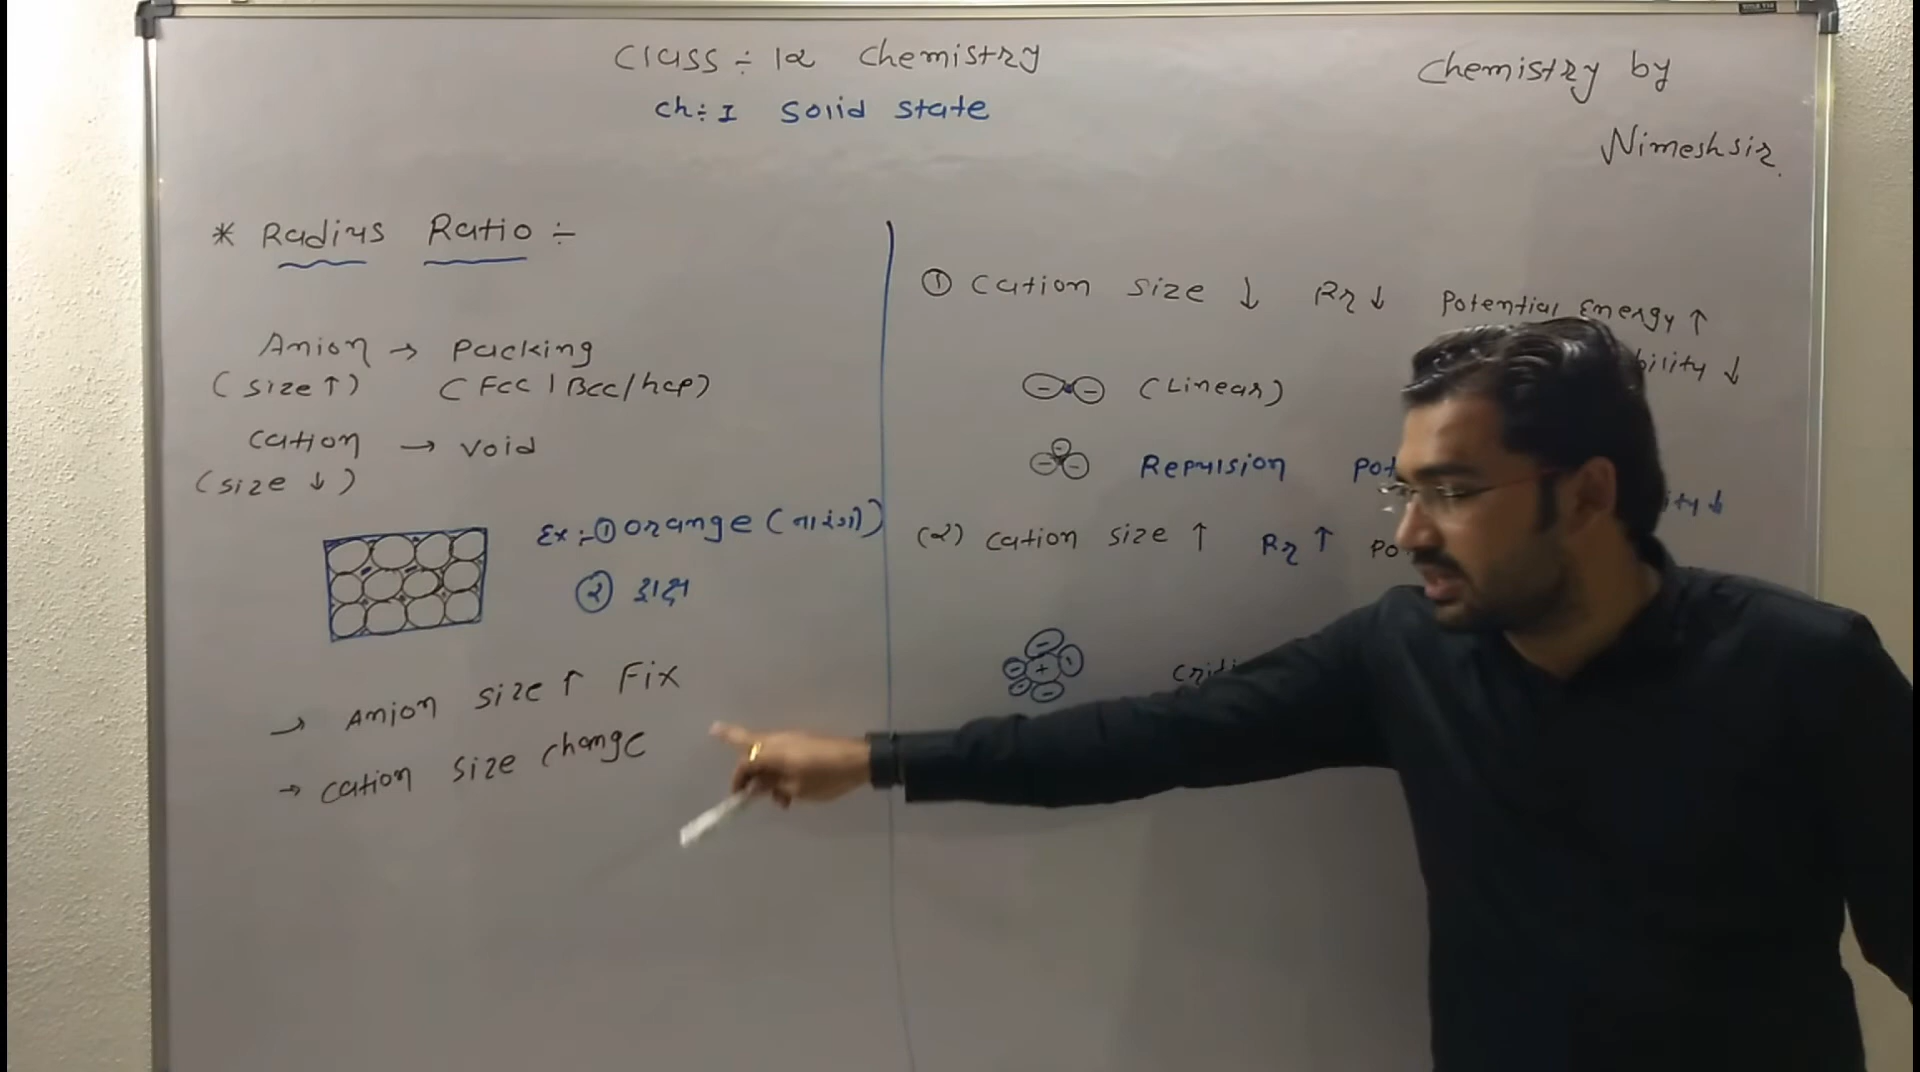 Class ÷ 12 Chemistry
Ch ÷ I Solid state
Chemistry by
Nimeshsir.
* Radius Ratio ÷
Anion → packing
(size ↑) (Fcc | Bcc/hcp)
Cation → void
(size ↓)
Ex ÷ ① orange (નારંગી)
② દ્રાક્ષ
→ Anion size ↑ Fix
→ cation size change
① Cation size ↓ Rr ↓ Potential Energy ↑
↓
(Linear)
Repulsion
↓
(2) Cation size ↑ Rr ↑
+